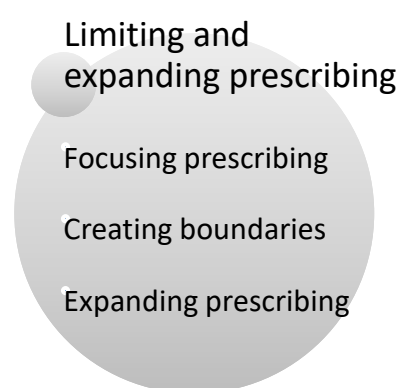 Limiting and
expanding prescribing
Focusing prescribing
Creating boundaries
Expanding prescribing